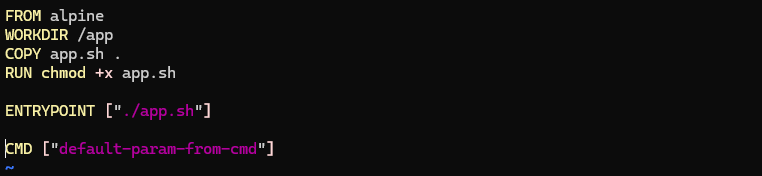 FROM alpine
WORKDIR /app
COPY app.sh .
RUN chmod +x app.sh
ENTRYPOINT ["./app.sh"]
CMD ["default-param-from-cmd"]
~